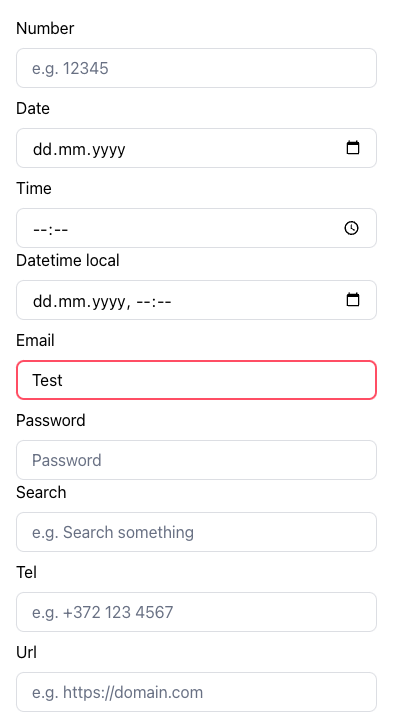 Number
e.g. 12345
Date
dd.mm.yyyy
Time
--:--
Datetime local
dd.mm.yyyy, --:--
Email
Test
Password
Password
Search
e.g. Search something
Tel
e.g. +372 123 4567
Url
e.g. https://domain.com